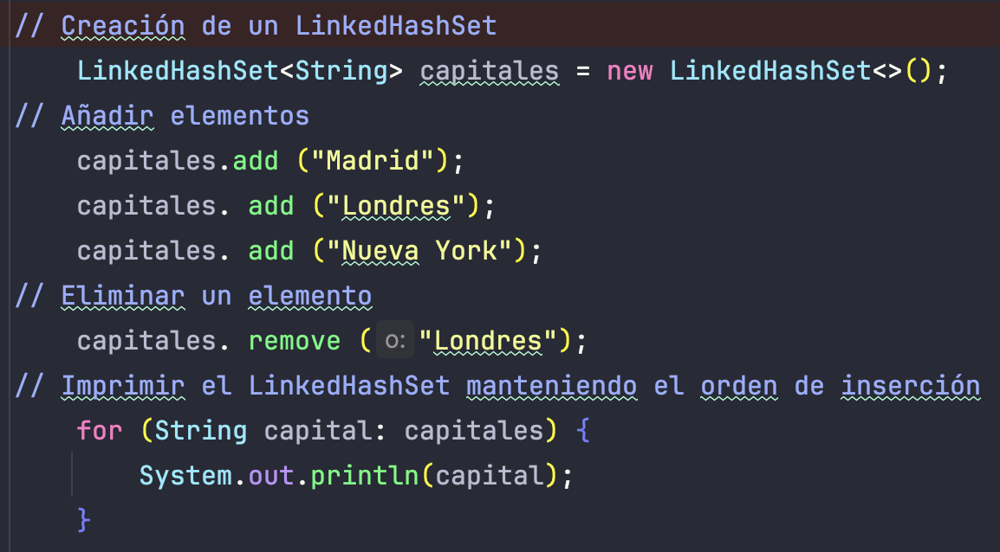 // Creación de un LinkedHashSet
LinkedHashSet<String> capitales = new LinkedHashSet<>();
// Añadir elementos
capitales.add ("Madrid");
capitales. add ("Londres");
capitales. add ("Nueva York");
// Eliminar un elemento
capitales. remove ( o: "Londres");
// Imprimir el LinkedHashSet manteniendo el orden de inserción
for (String capital: capitales) {
System.out.println(capital);
}